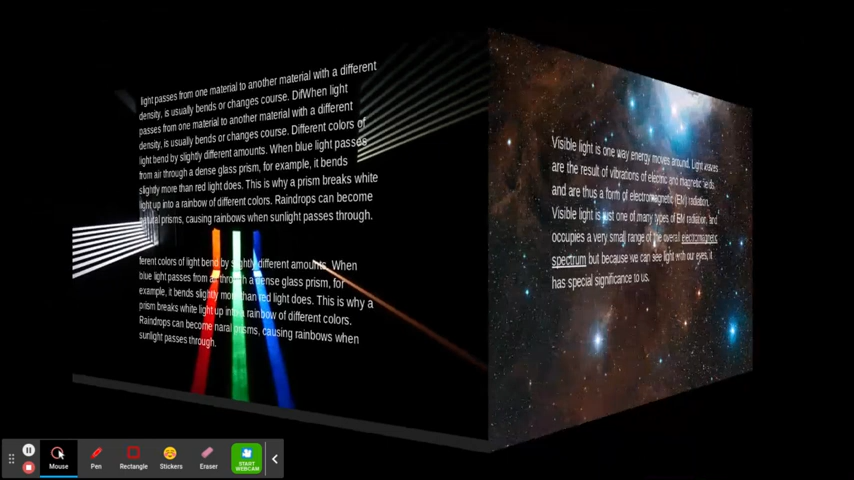 light passes from one material to another material with a different
density, is usually bends or changes course. DifWhen light
passes from one material to another material with a different
density, is usually bends or changes course. Different colors of
light bend by slightly different amounts. When blue light passes
from air through a dense glass prism, for example, it bends
slightly more than red light does. This is why a prism breaks white
light up into a rainbow of different colors. Raindrops can become
natural prisms, causing rainbows when sunlight passes through.
ferent colors of light bend by slightly different amounts. When
blue light passes from air through a dense glass prism, for
example, it bends slightly more than red light does. This is why a
prism breaks white light up into a rainbow of different colors.
Raindrops can become naral prisms, causing rainbows when
sunlight passes through.
Visible light is one way energy moves around. Light waves
are the result of vibrations of electric and magnetic fields,
and are thus a form of electromagnetic (EM) radiation.
Visible light is just one of many types of EM radiation, and
occupies a very small range of the overall electromagnetic
spectrum but because we can see light with our eyes, it
has special significance to us.
Mouse
Pen
Rectangle
Stickers
Eraser
START
WEBCAM